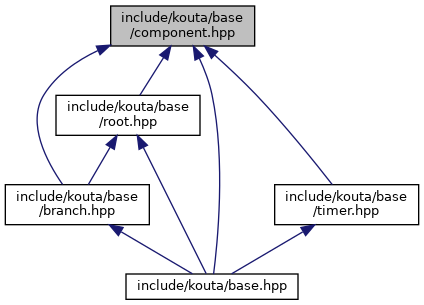 include/kouta/base
/component.hpp
include/kouta/base
/root.hpp
include/kouta/base
/branch.hpp
include/kouta/base
/timer.hpp
include/kouta/base.hpp